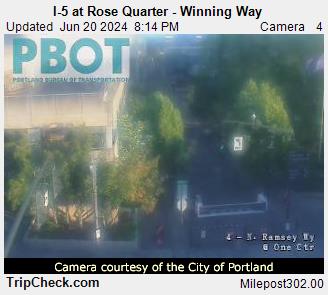 I-5 at Rose Quarter - Winning Way
Updated Jun 20 2024 8:14 PM Camera 4
PBOT
PORTLAND BUREAU OF TRANSPORTATION
4 - N. Ramsey Wy
@ One Ctr
Camera courtesy of the City of Portland
TripCheck.com Milepost302.00